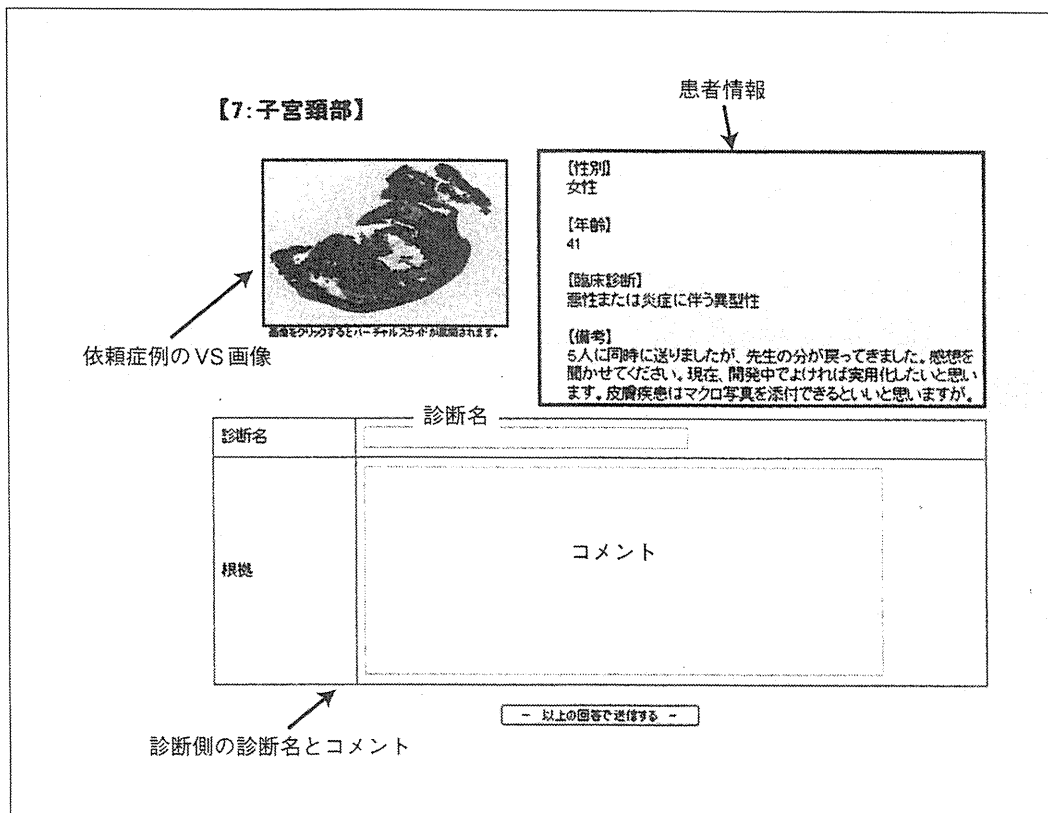 【7:子宮頚部】
患者情報
【性別】
女性
【年齢】
41
【臨床診断】
悪性または炎症に伴う異型性
【備考】
5人に同時に送りましたが、先生の分が戻ってきました。感想を
聞かせてください。現在、開発中でよければ実用化したいと思い
ます。皮膚疾患はマクロ写真を添付できるといいと思いますが。
画像をクリックするとバーチャルスライドが展開されます。
依頼症例のVS画像
診断名
診断名
根拠
コメント
- 以上の回答で送信する -
診断側の診断名とコメント